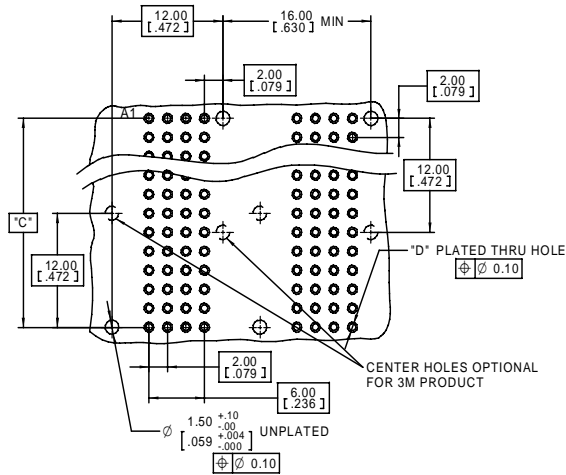 12.00
[.472]
16.00
[.630] MIN
2.00
[.079]
2.00
[.079]
A1
12.00
[.472]
"C"
"D" PLATED THRU HOLE
⌖ Ø 0.10
12.00
[.472]
2.00
[.079]
CENTER HOLES OPTIONAL
FOR 3M PRODUCT
6.00
[.236]
Ø 1.50 +.10 -.00
[.059 +.004 -.000] UNPLATED
⌖ Ø 0.10